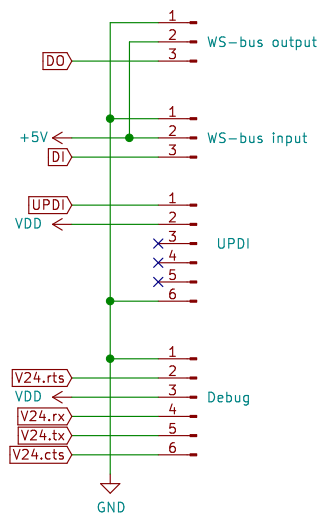 1
2 WS-bus output
DO 3
1
+5V 2 WS-bus input
DI 3
UPDI 1
VDD 2
3 UPDI
4
5
6
1
V24.rts 2
VDD 3 Debug
V24.rx 4
V24.tx 5
V24.cts 6
GND